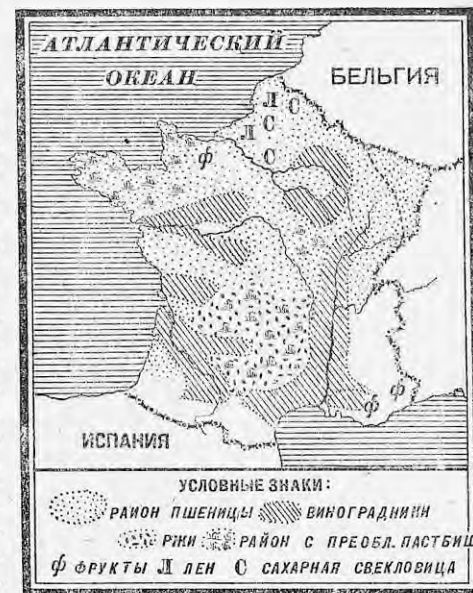 АТЛАНТИЧЕСКИЙ
ОКЕАН
БЕЛЬГИЯ
Л С
С
Л
С
ф
ф
ф
ИСПАНИЯ
УСЛОВНЫЕ ЗНАКИ:
РАЙОН ПШЕНИЦЫ ВИНОГРАДНИКИ
РЖИ РАЙОН С ПРЕОБЛ. ПАСТБИЩ
ф ФРУКТЫ Л ЛЕН С САХАРНАЯ СВЕКЛОВИЦА